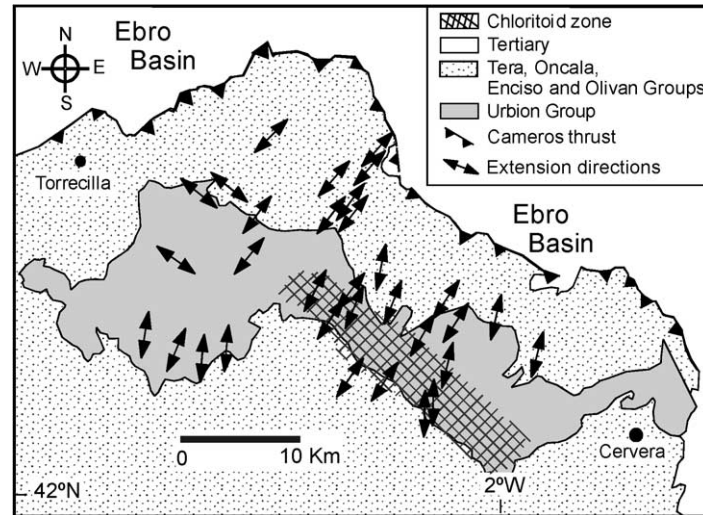 Ebro
Basin
N
W
E
S
Torrecilla
Chloritoid zone
Tertiary
Tera, Oncala,
Enciso and Olivan Groups
Urbion Group
Cameros thrust
Extension directions
Ebro
Basin
0
10 Km
Cervera
42ºN
2ºW